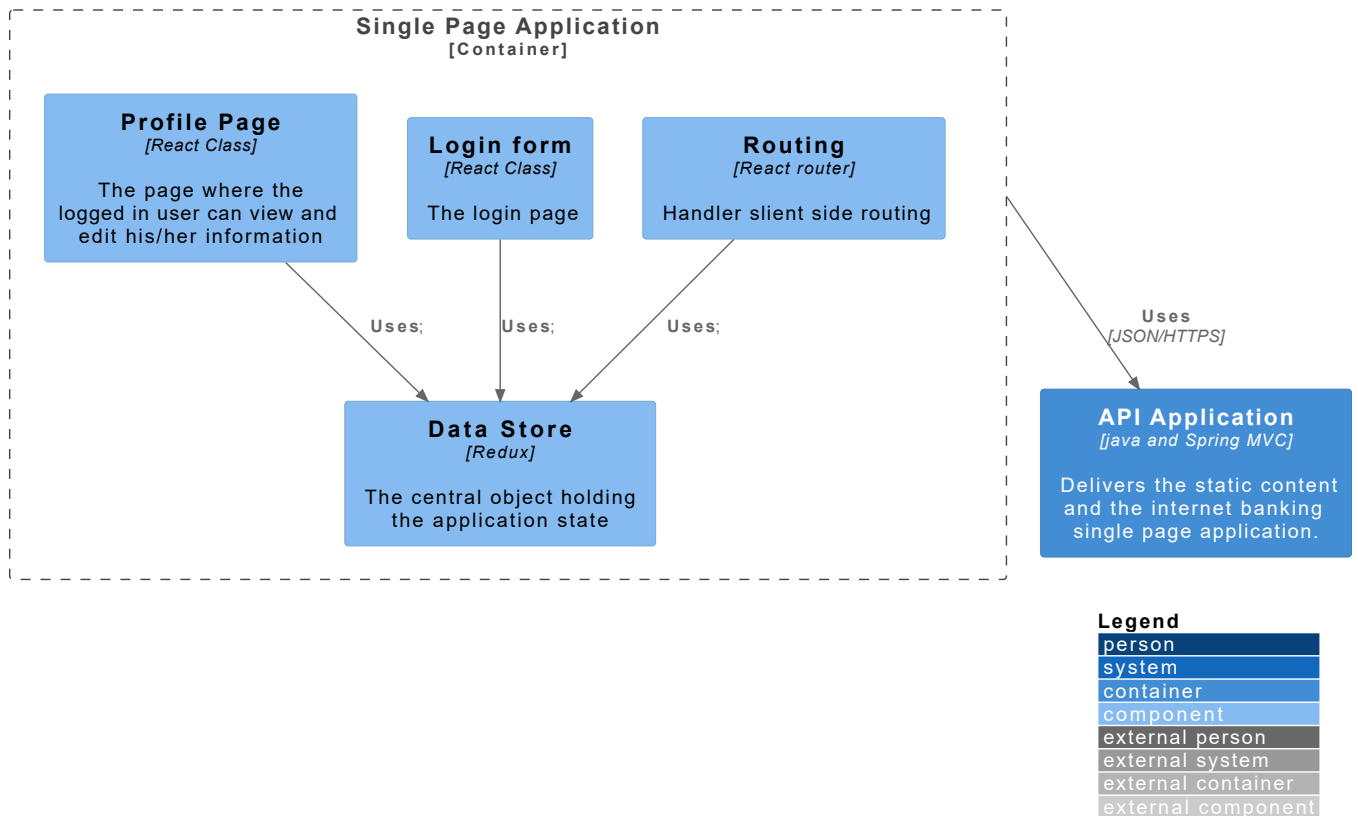 Single Page Application
[Container]
Profile Page
[React Class]
The page where the
logged in user can view and
edit his/her information
Login form
[React Class]
The login page
Routing
[React router]
Handler slient side routing
Uses;
Uses;
Uses;
Uses
[JSON/HTTPS]
Data Store
[Redux]
The central object holding
the application state
API Application
[java and Spring MVC]
Delivers the static content
and the internet banking
single page application.
Legend
person
system
container
component
external person
external system
external container
external component